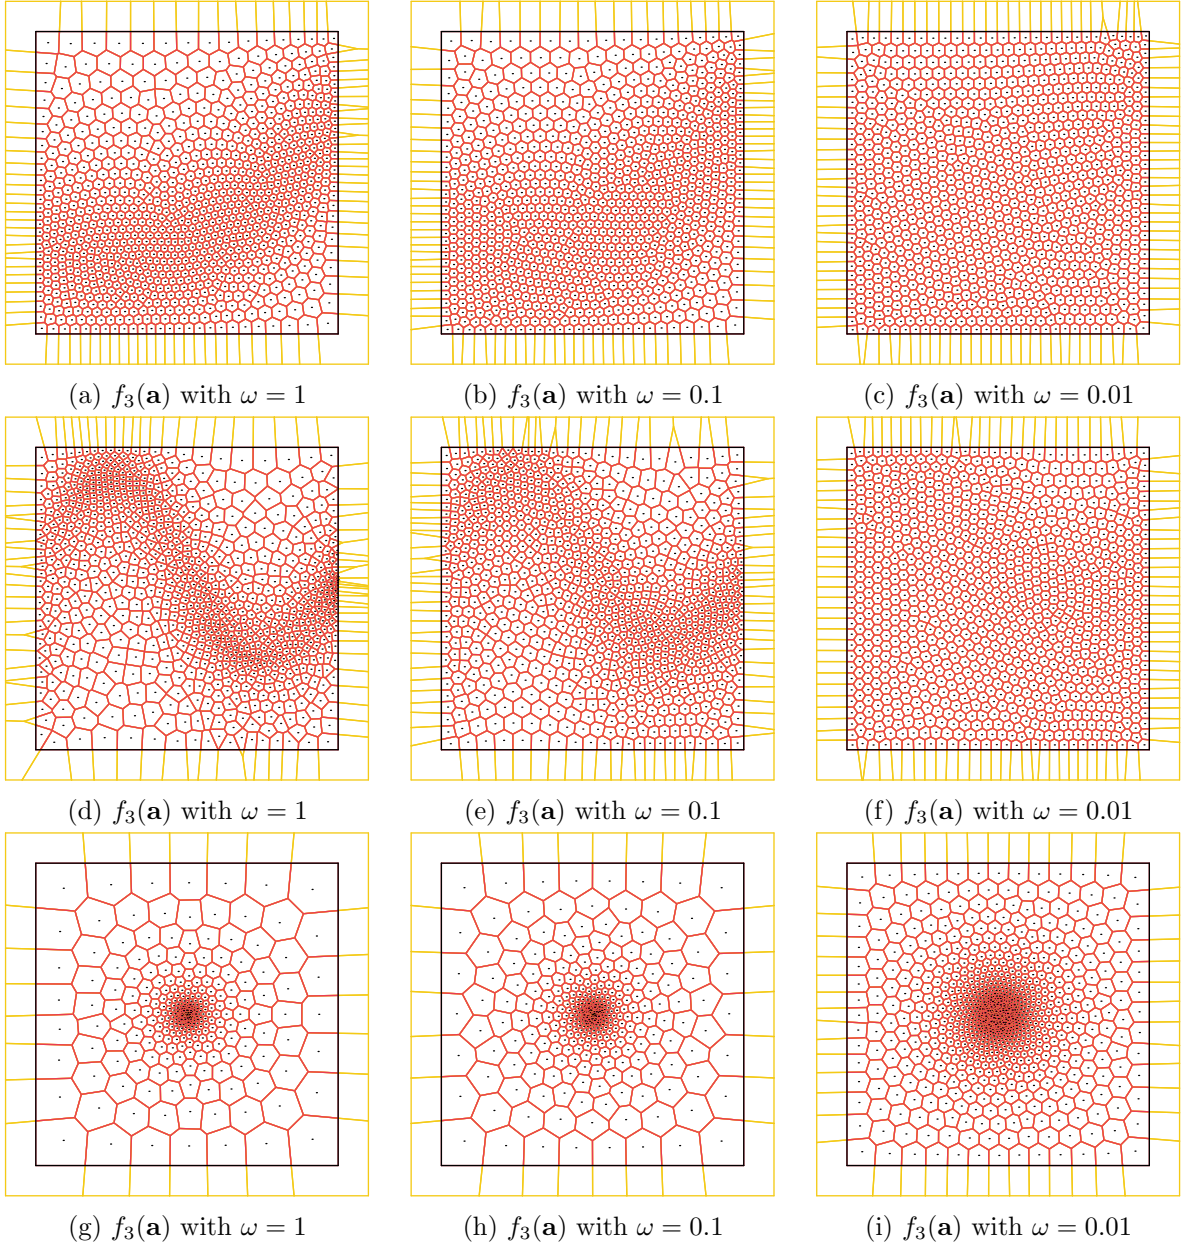 (a) f₃(a) with ω = 1
(b) f₃(a) with ω = 0.1
(c) f₃(a) with ω = 0.01
(d) f₃(a) with ω = 1
(e) f₃(a) with ω = 0.1
(f) f₃(a) with ω = 0.01
(g) f₃(a) with ω = 1
(h) f₃(a) with ω = 0.1
(i) f₃(a) with ω = 0.01